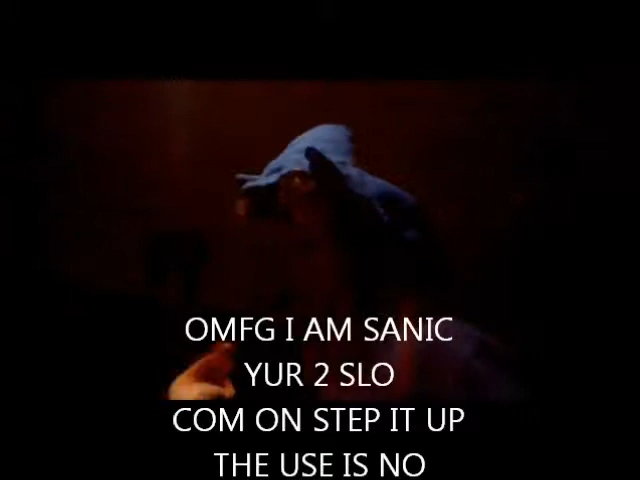 OMFG I AM SANIC
YUR 2 SLO
COM ON STEP IT UP
THE USE IS NO